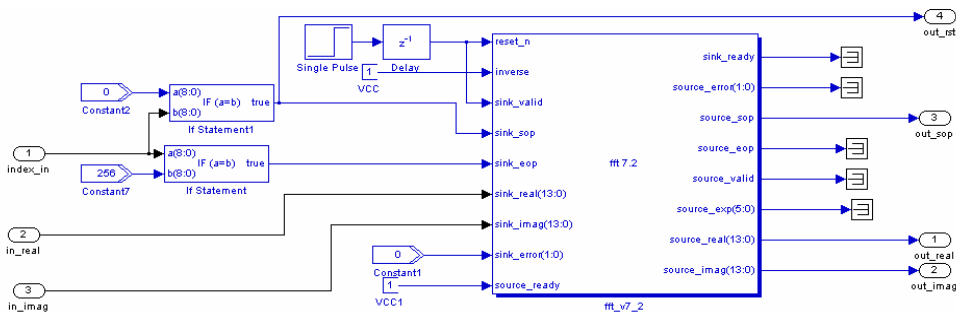 4
out_rst
z⁻¹
Single Pulse
Delay
1
VCC
0
Constant2
a(8:0)
b(8:0)
IF (a=b)
true
If Statement1
1
index_in
256
Constant7
a(8:0)
b(8:0)
IF (a=b)
true
If Statement
2
in_real
3
in_imag
0
Constant1
1
VCC1
reset_n
inverse
sink_valid
sink_sop
sink_eop
sink_real(13:0)
sink_imag(13:0)
sink_error(1:0)
source_ready
fft 7.2
sink_ready
source_error(1:0)
source_sop
source_eop
source_valid
source_exp(5:0)
source_real(13:0)
source_imag(13:0)
fft_v7_2
3
out_sop
1
out_real
2
out_imag